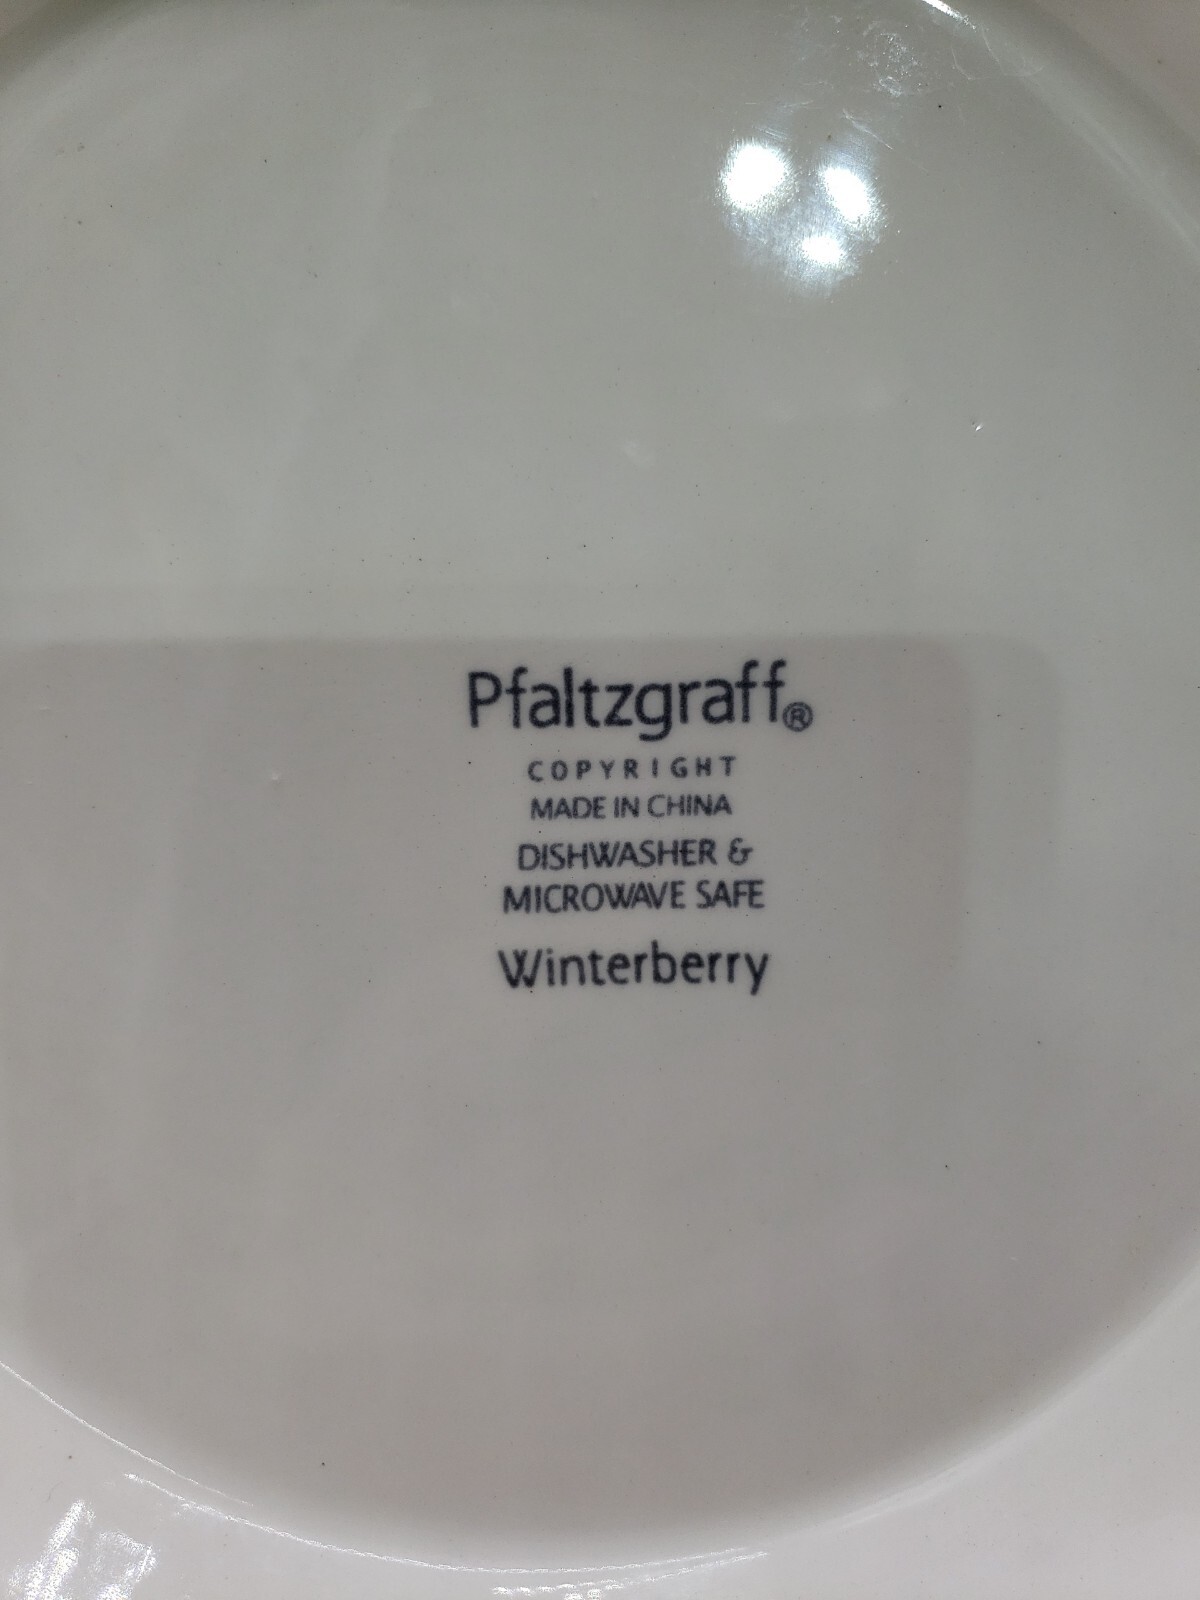 Pfaltzgraff®
COPYRIGHT
MADE IN CHINA
DISHWASHER &
MICROWAVE SAFE
Winterberry